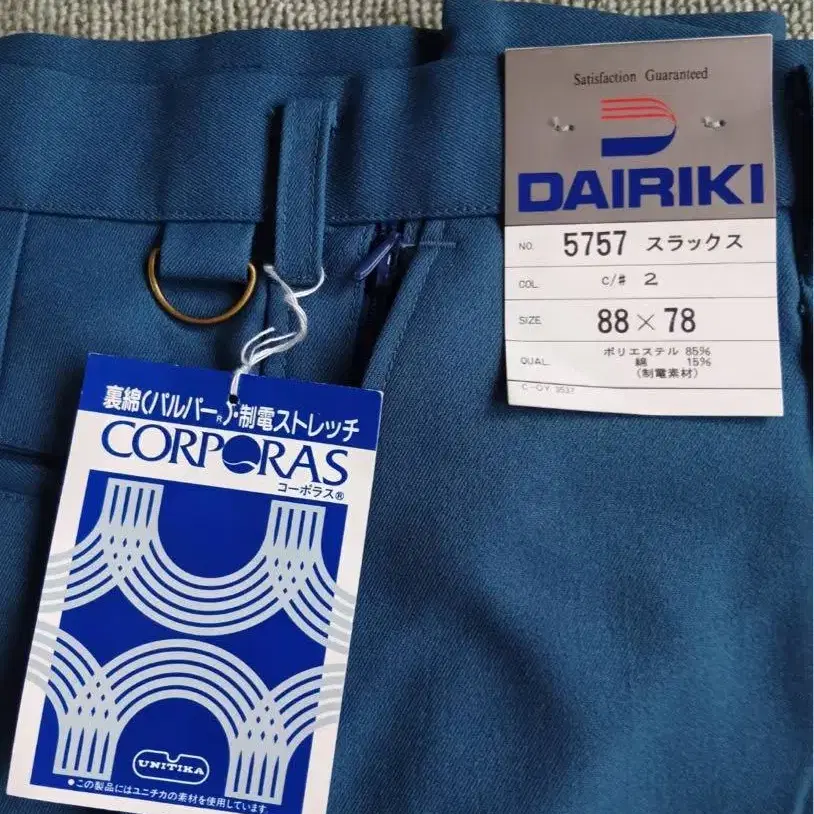 Satisfaction Guaranteed
DAIRIKI
NO. 5757 スラックス
COL. C/# 2
SIZE 88×78
QUAL. ポリエステル 85%
綿 15%
(制電素材)
裏綿(パルパーR)・制電ストレッチ
CORPORAS
コーポラス®
UNITIKA
●この製品にはユニチカの素材を使用しています。